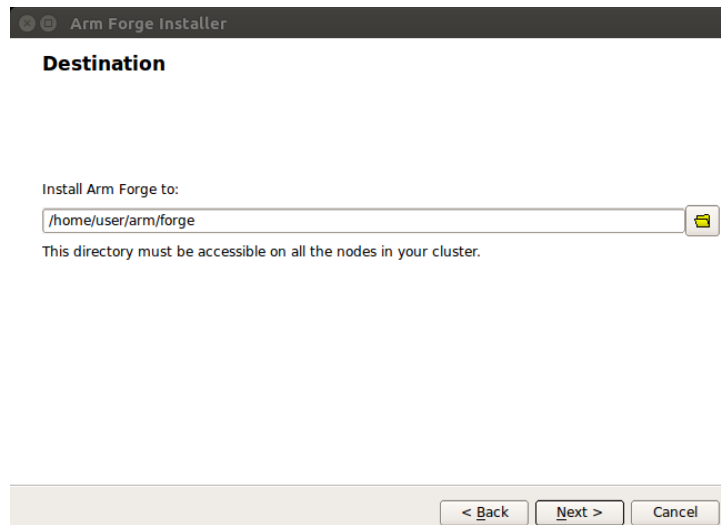 Arm Forge Installer
Destination
Install Arm Forge to:
/home/user/arm/forge
This directory must be accessible on all the nodes in your cluster.
< Back Next > Cancel